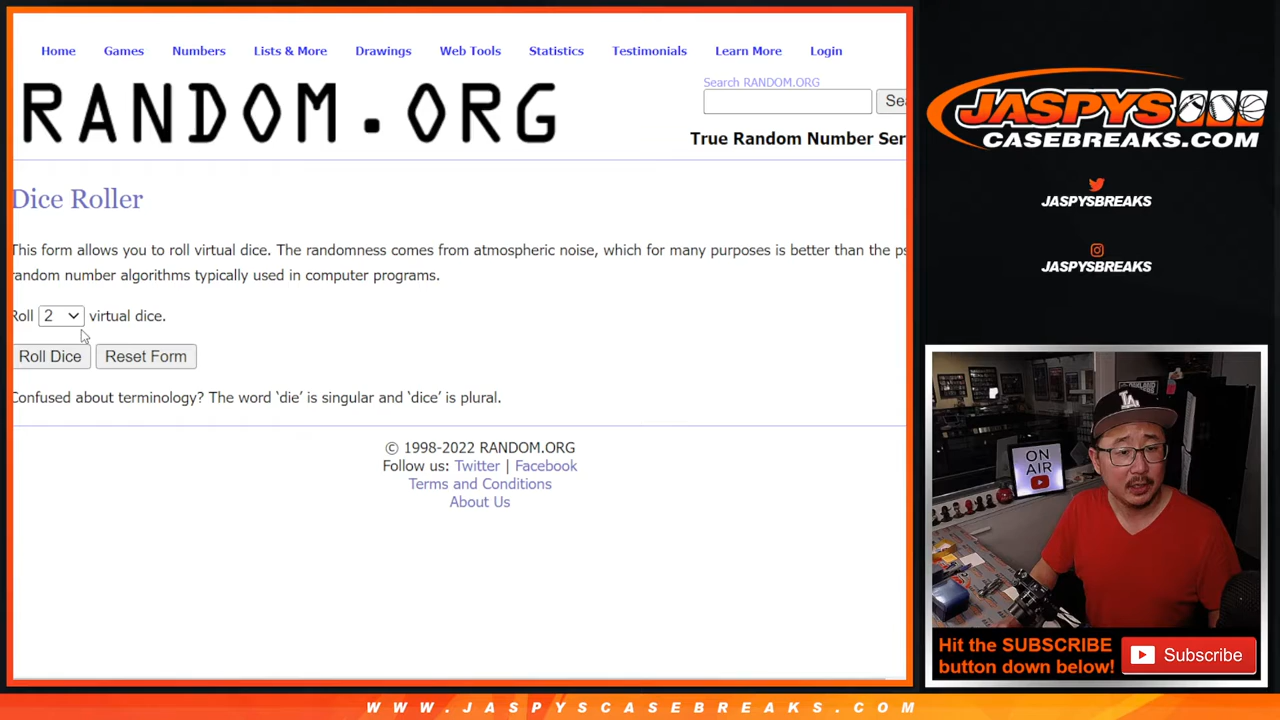 Home Games Numbers Lists & More Drawings Web Tools Statistics Testimonials Learn More Login
Search RANDOM.ORG
RANDOM.ORG
Sea
True Random Number Ser
Dice Roller
This form allows you to roll virtual dice. The randomness comes from atmospheric noise, which for many purposes is better than the ps
random number algorithms typically used in computer programs.
Roll 2 virtual dice.
Roll Dice Reset Form
Confused about terminology? The word ‘die’ is singular and ‘dice’ is plural.
© 1998-2022 RANDOM.ORG
Follow us: Twitter | Facebook
Terms and Conditions
About Us
JASPYS
CASEBREAKS.COM
JASPYSBREAKS
JASPYSBREAKS
LA
ON
AIR
Hit the SUBSCRIBE
button down below!
Subscribe
WWW.JASPYSCASEBREAKS.COM